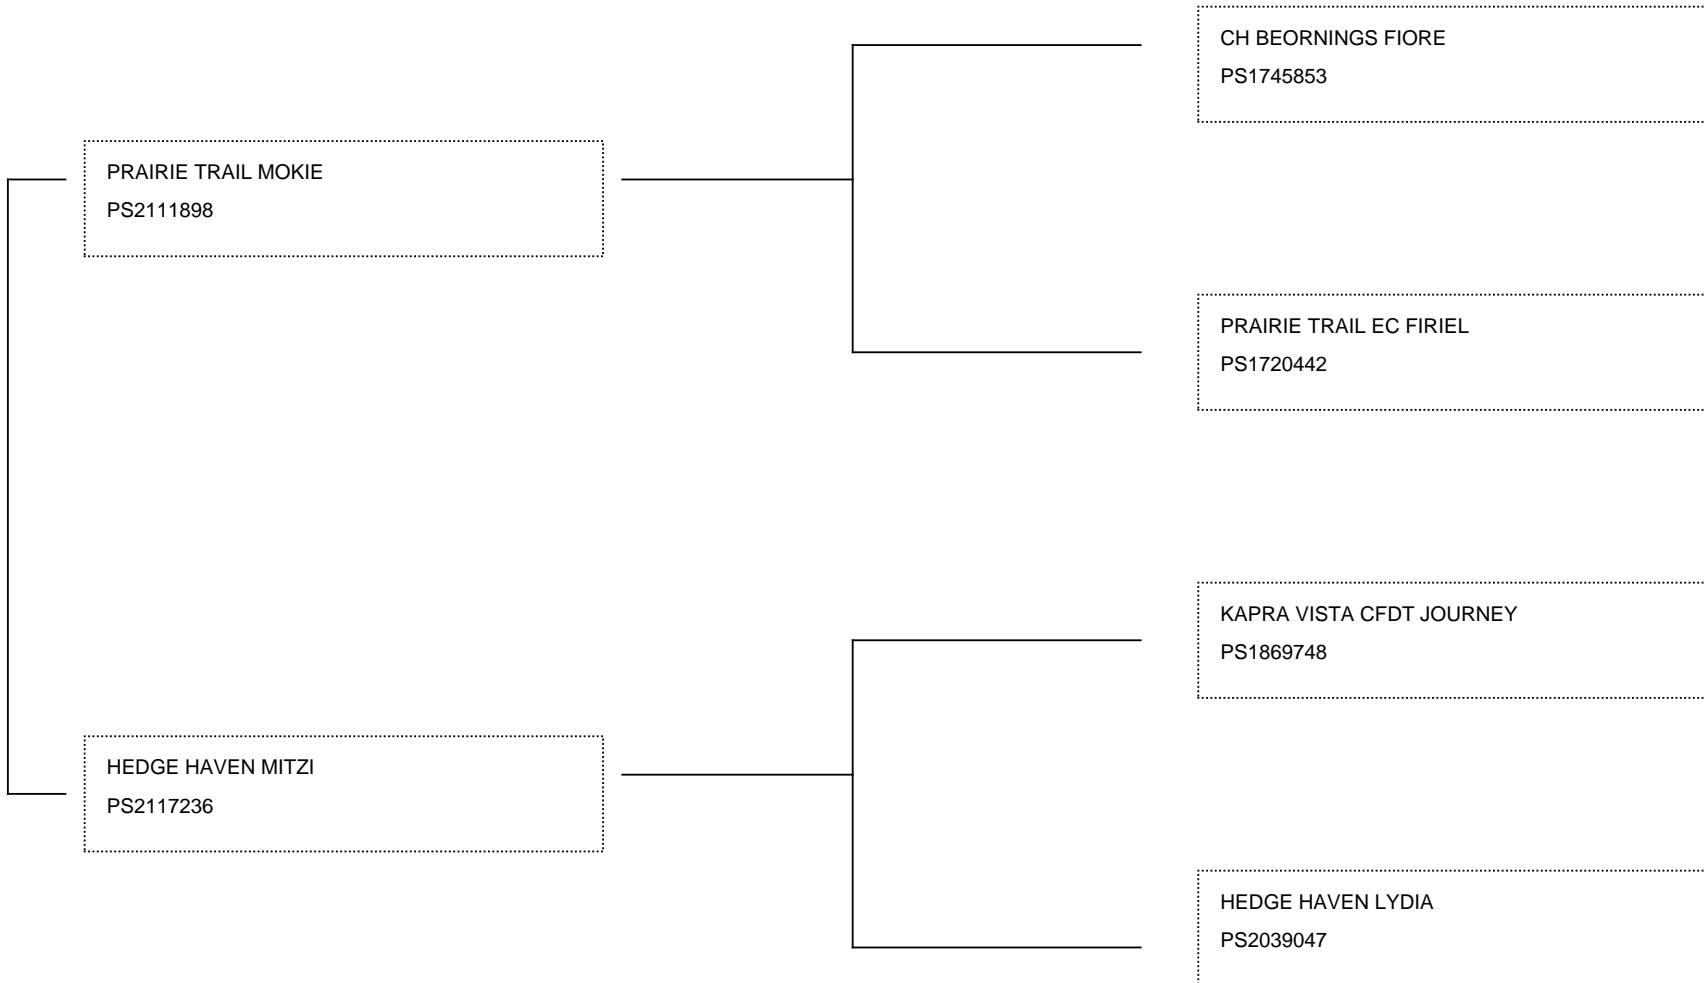 CH BEORNINGS FIORE
PS1745853
PRAIRIE TRAIL MOKIE
PS2111898
PRAIRIE TRAIL EC FIRIEL
PS1720442
KAPRA VISTA CFDT JOURNEY
PS1869748
HEDGE HAVEN MITZI
PS2117236
HEDGE HAVEN LYDIA
PS2039047